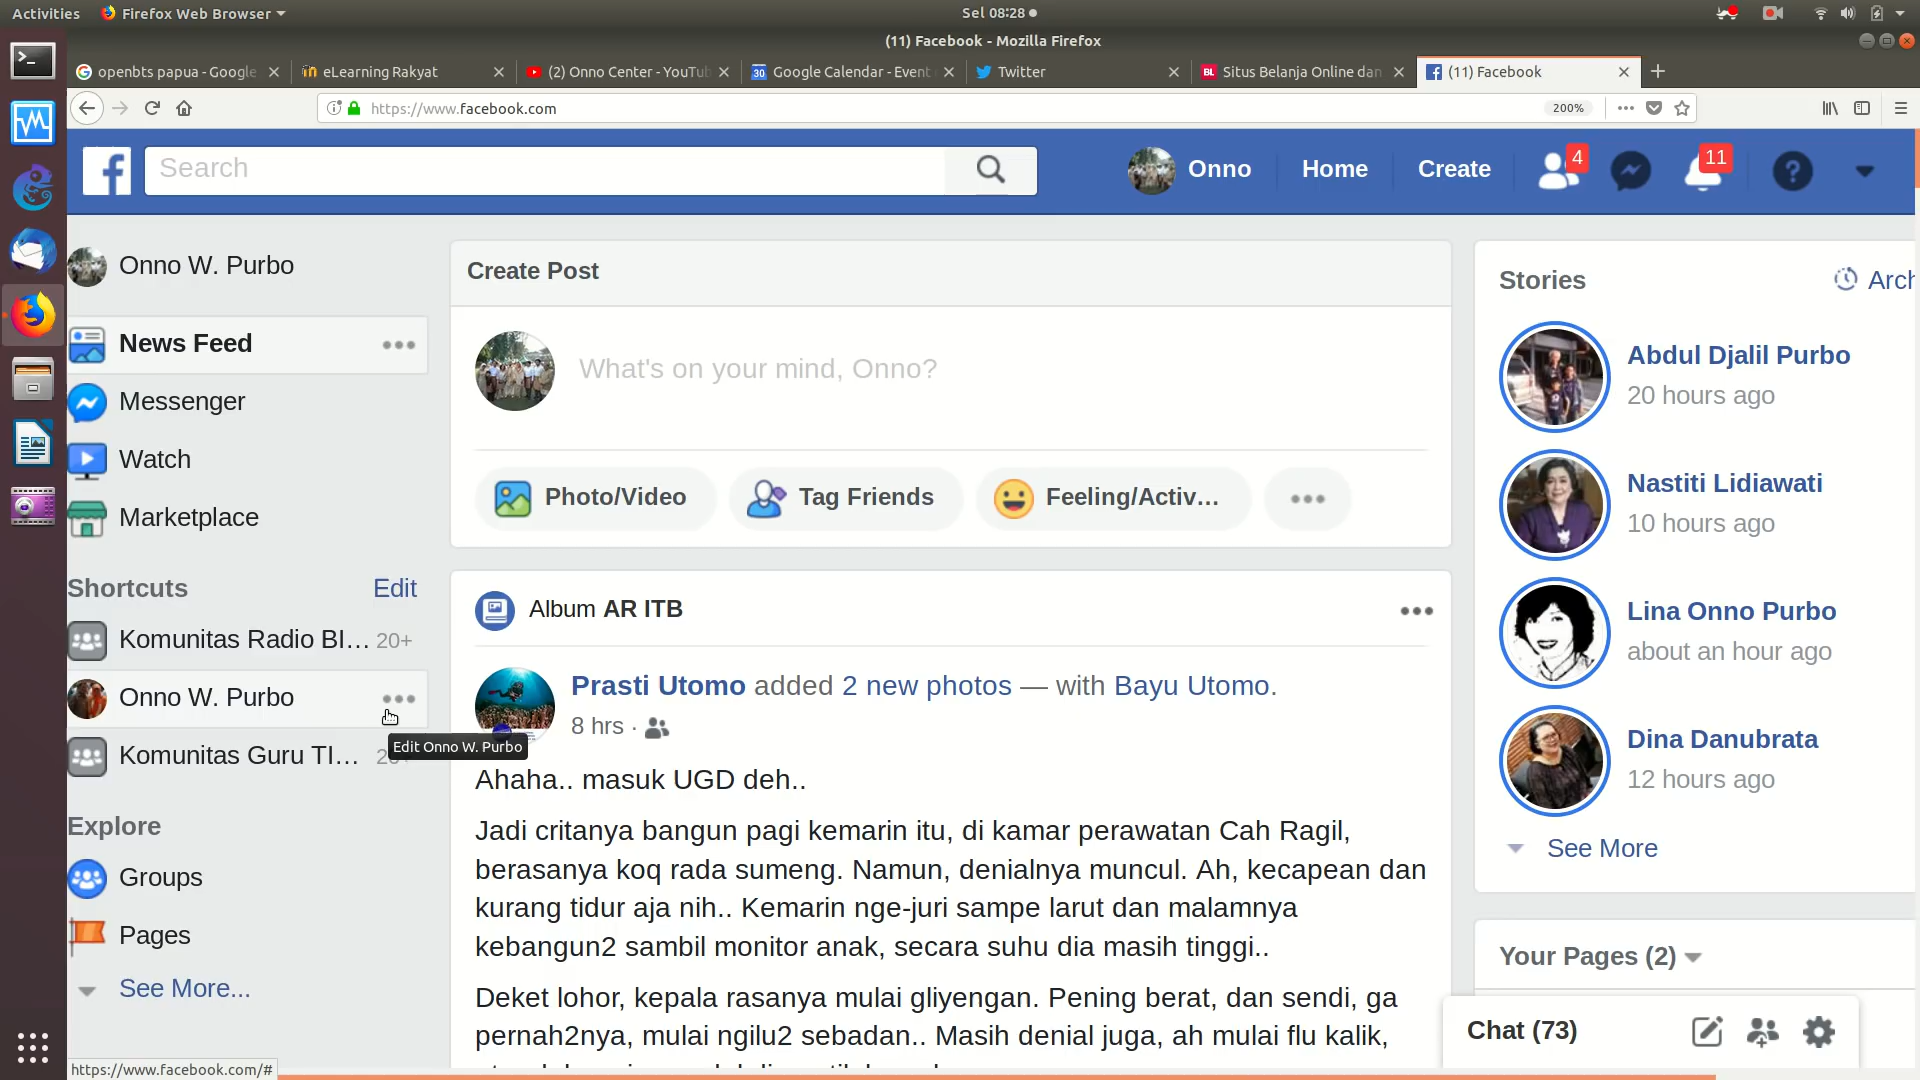 Activities
Firefox Web Browser
Sel 08:28
(11) Facebook - Mozilla Firefox
openbts papua - Google
eLearning Rakyat
(2) Onno Center - YouTub
Google Calendar - Event
Twitter
Situs Belanja Online dan
(11) Facebook
https://www.facebook.com
200%
Search
Onno
Home
Create
4
11
Onno W. Purbo
News Feed
Messenger
Watch
Marketplace
Shortcuts
Edit
Komunitas Radio BI... 20+
Onno W. Purbo
Edit Onno W. Purbo
Komunitas Guru TI...
Explore
Groups
Pages
See More...
https://www.facebook.com/#
Create Post
What's on your mind, Onno?
Photo/Video
Tag Friends
Feeling/Activ...
Album AR ITB
Prasti Utomo added 2 new photos — with Bayu Utomo.
8 hrs ·
Ahaha.. masuk UGD deh..
Jadi critanya bangun pagi kemarin itu, di kamar perawatan Cah Ragil,
berasanya koq rada sumeng. Namun, denialnya muncul. Ah, kecapean dan
kurang tidur aja nih.. Kemarin nge-juri sampe larut dan malamnya
kebangun2 sambil monitor anak, secara suhu dia masih tinggi..
Deket lohor, kepala rasanya mulai gliyengan. Pening berat, dan sendi, ga
pernah2nya, mulai ngilu2 sebadan.. Masih denial juga, ah mulai flu kalik,
Stories
Arch
Abdul Djalil Purbo
20 hours ago
Nastiti Lidiawati
10 hours ago
Lina Onno Purbo
about an hour ago
Dina Danubrata
12 hours ago
See More
Your Pages (2)
Chat (73)